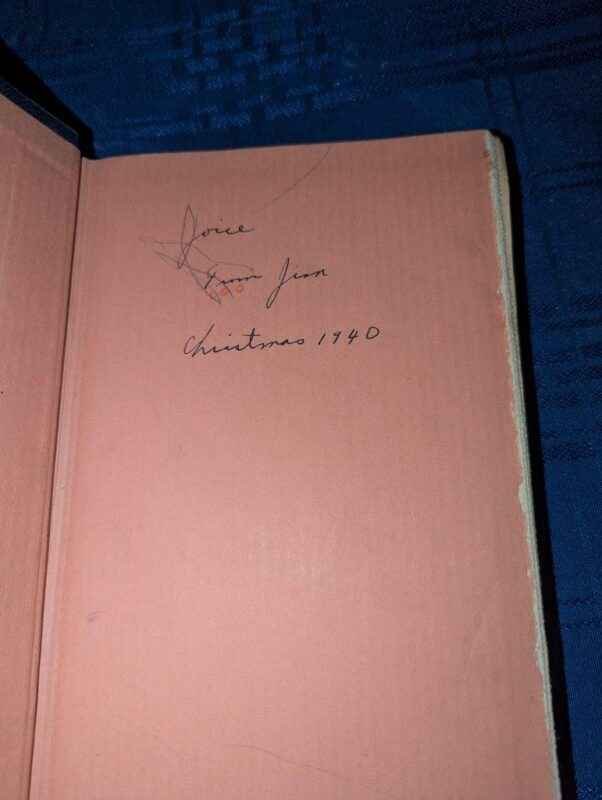 Joice
From Jean
Christmas 1940